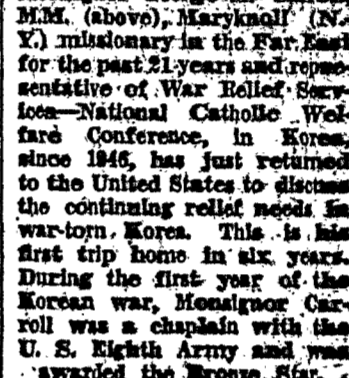 M.M. (above), Maryknoll (N.
Y.) missionary in the Far East
for the past 21 years and repre-
sentative of War Relief Serv-
ices—National Catholic Wel-
fare Conference, in Korea,
since 1946, has just returned
to the United States to discuss
the continuing relief needs in
war-torn Korea. This is his
first trip home in six years.
During the first year of the
Korean war, Monsignor Car-
roll was a chaplain with the
U. S. Eighth Army and was
awarded the Bronze Star.